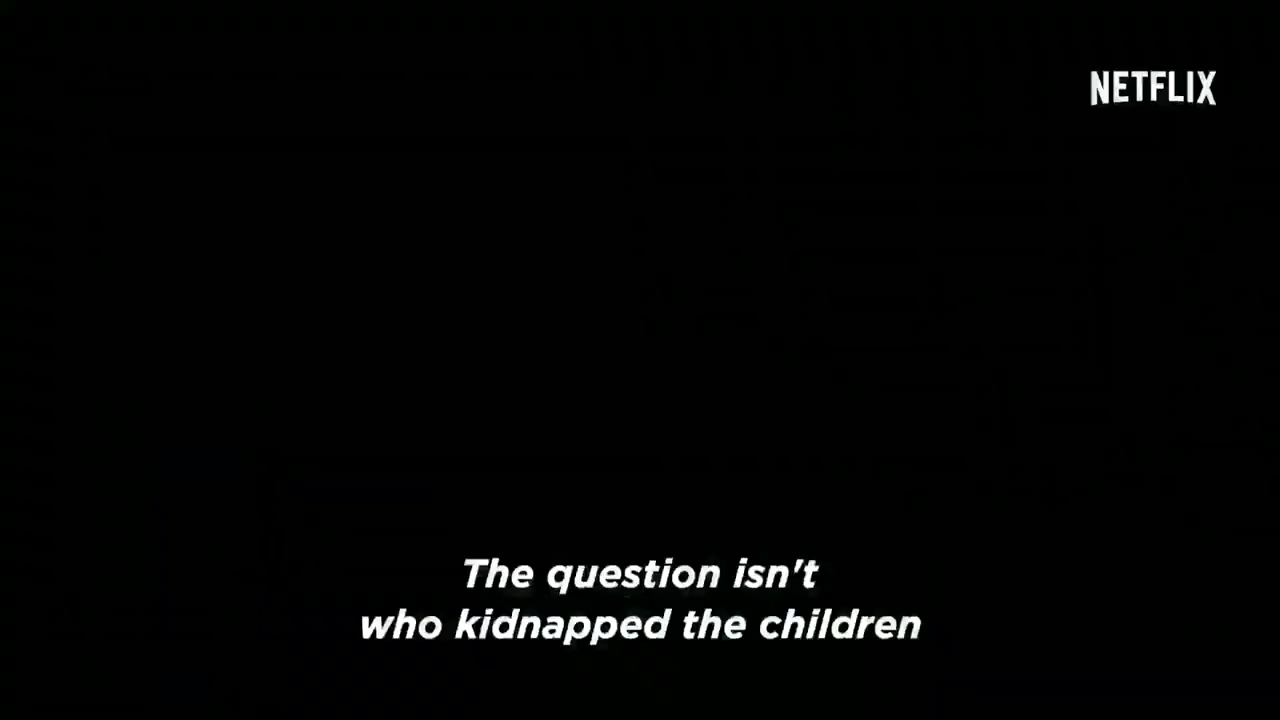 NETFLIX
The question isn't
who kidnapped the children